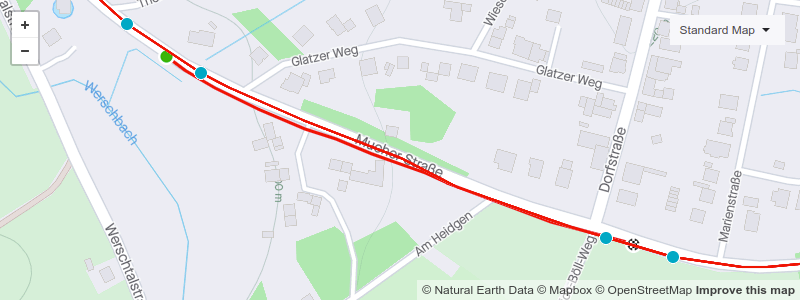 +
−
Standard Map
Glatzer Weg
Glatzer Weg
Werschbach
Mucher Straße
Dorfstraße
Marienstraße
Am Heidgen
© Natural Earth Data © Mapbox © OpenStreetMap Improve this map